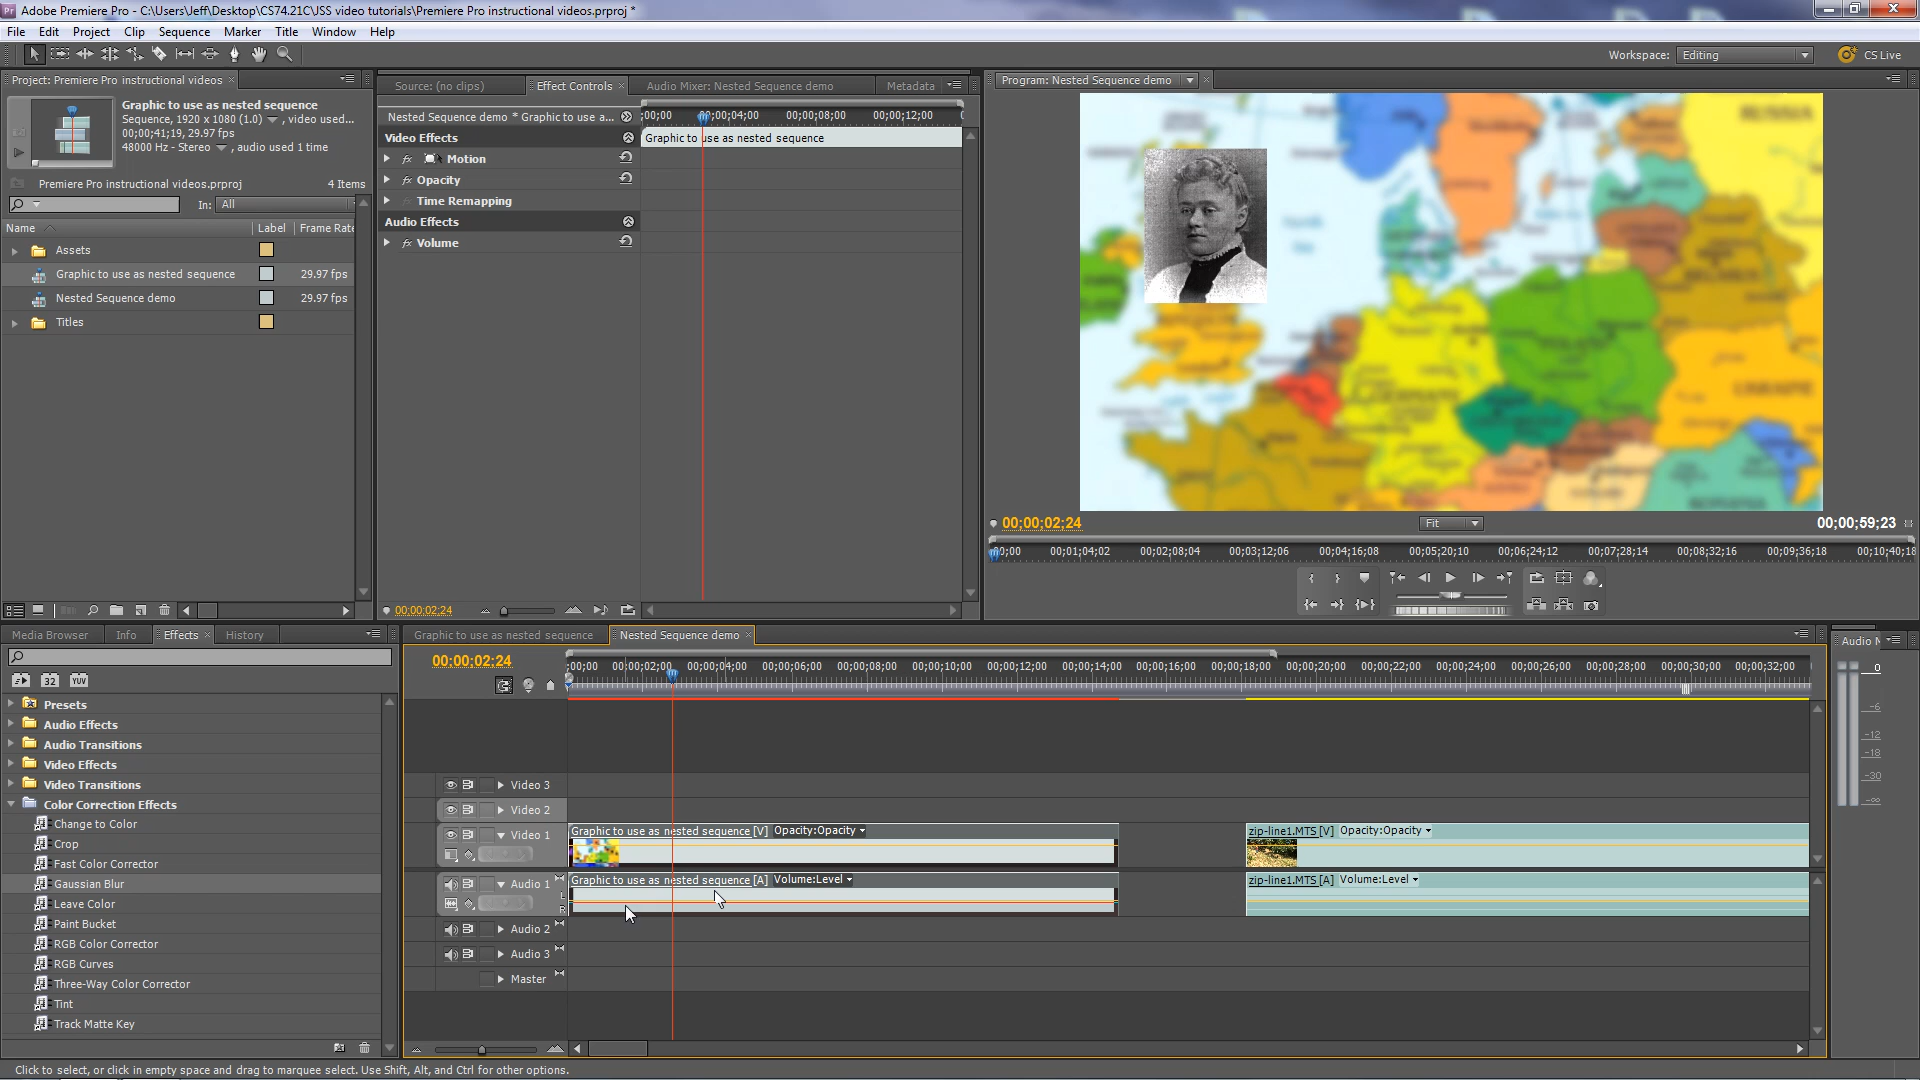 Adobe Premiere Pro - C:\Users\Jeff\Desktop\CS74.21C\JSS video tutorials\Premiere Pro instructional videos.prproj *
File Edit Project Clip Sequence Marker Title Window Help
Workspace: Editing CS Live
Project: Premiere Pro instructional videos
Graphic to use as nested sequence
Sequence, 1920 x 1080 (1.0) , video used...
00;00;41;19, 29.97 fps
48000 Hz - Stereo , audio used 1 time
Premiere Pro instructional videos.prproj 4 Items
In: All
Name Label Frame Rate
Assets
Graphic to use as nested sequence 29.97 fps
Nested Sequence demo 29.97 fps
Titles
Source: (no clips) Effect Controls Audio Mixer: Nested Sequence demo Metadata
Nested Sequence demo * Graphic to use a... ;00;00 00;00;04;00 00;00;08;00 00;00;12;00
Video Effects Graphic to use as nested sequence
fx Motion
fx Opacity
Time Remapping
Audio Effects
fx Volume
00:00:02:24
Program: Nested Sequence demo
RUSSIA
UKRAINE
00:00:02:24 Fit 00;00;59;23
00;00 00;01;04;02 00;02;08;04 00;03;12;06 00;04;16;08 00;05;20;10 00;06;24;12 00;07;28;14 00;08;32;16 00;09;36;18 00;10;40;18
Media Browser Info Effects History
32 YUV
Presets
Audio Effects
Audio Transitions
Video Effects
Video Transitions
Color Correction Effects
Change to Color
Crop
Fast Color Corrector
Gaussian Blur
Leave Color
Paint Bucket
RGB Color Corrector
RGB Curves
Three-Way Color Corrector
Tint
Track Matte Key
Graphic to use as nested sequence Nested Sequence demo
00:00:02:24
;00;00 00;00;02;00 00;00;04;00 00;00;06;00 00;00;08;00 00;00;10;00 00;00;12;00 00;00;14;00 00;00;16;00 00;00;18;00 00;00;20;00 00;00;22;00 00;00;24;00 00;00;26;00 00;00;28;00 00;00;30;00 00;00;32;00
Video 3
Video 2
Video 1 Graphic to use as nested sequence [V] Opacity:Opacity zip-line1.MTS [V] Opacity:Opacity
Audio 1 Graphic to use as nested sequence [A] Volume:Level zip-line1.MTS [A] Volume:Level
L
R
Audio 2
Audio 3
Master
Audio M
0
-6
-12
-18
-30
-∞
Click to select, or click in empty space and drag to marquee select. Use Shift, Alt, and Ctrl for other options.